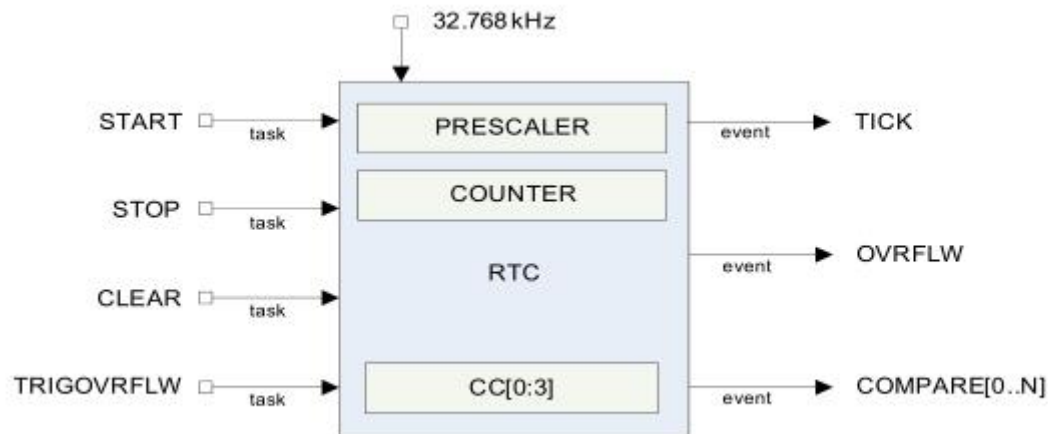 32.768 kHz
START
task
PRESCALER
event
TICK
STOP
task
COUNTER
RTC
event
OVRFLW
CLEAR
task
TRIGOVRFLW
task
CC[0:3]
event
COMPARE[0..N]